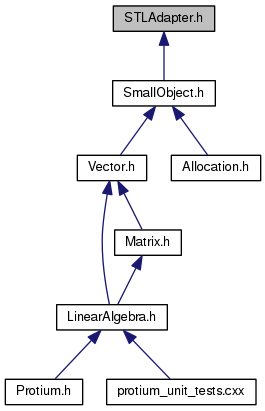 STLAdapter.h
SmallObject.h
Vector.h
Allocation.h
Matrix.h
LinearAlgebra.h
Protium.h
protium_unit_tests.cxx